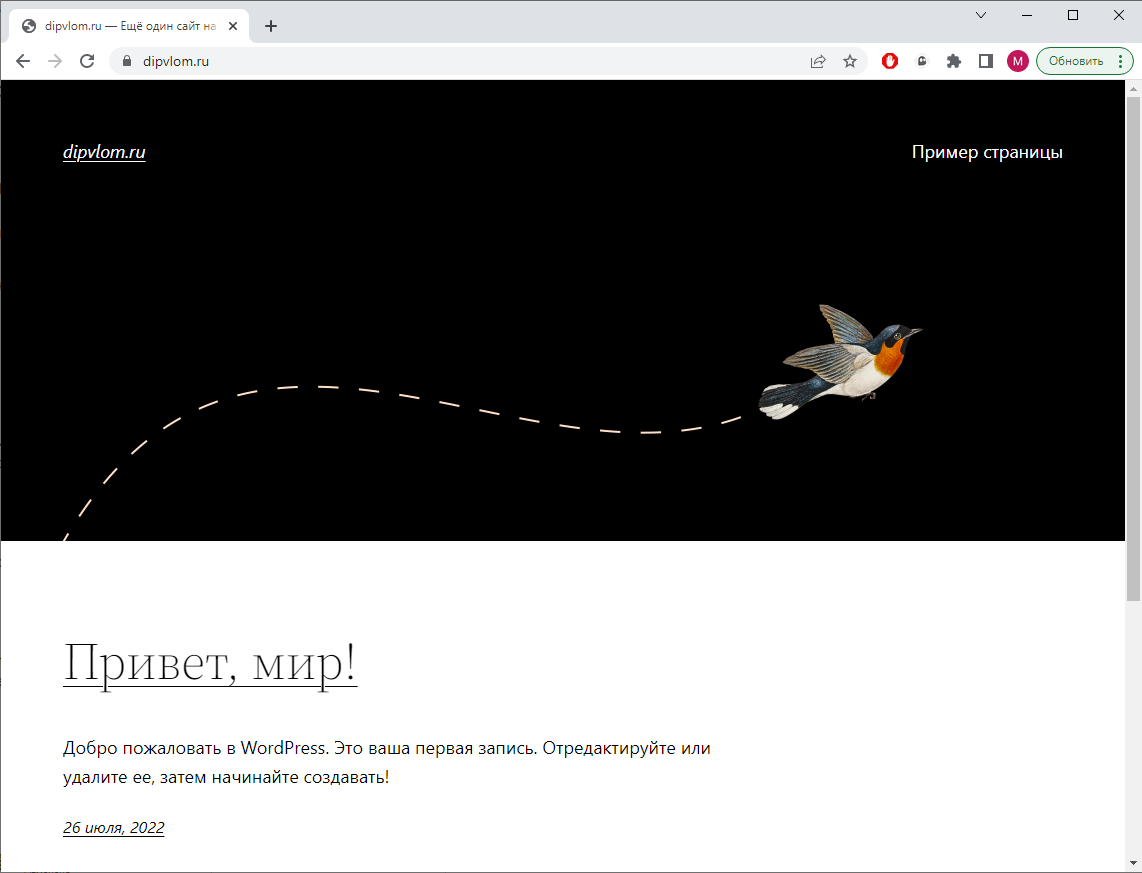 dipvlom.ru — Ещё один сайт на
dipvlom.ru
М
Обновить
dipvlom.ru
Пример страницы
Привет, мир!
Добро пожаловать в WordPress. Это ваша первая запись. Отредактируйте или
удалите ее, затем начинайте создавать!
26 июля, 2022